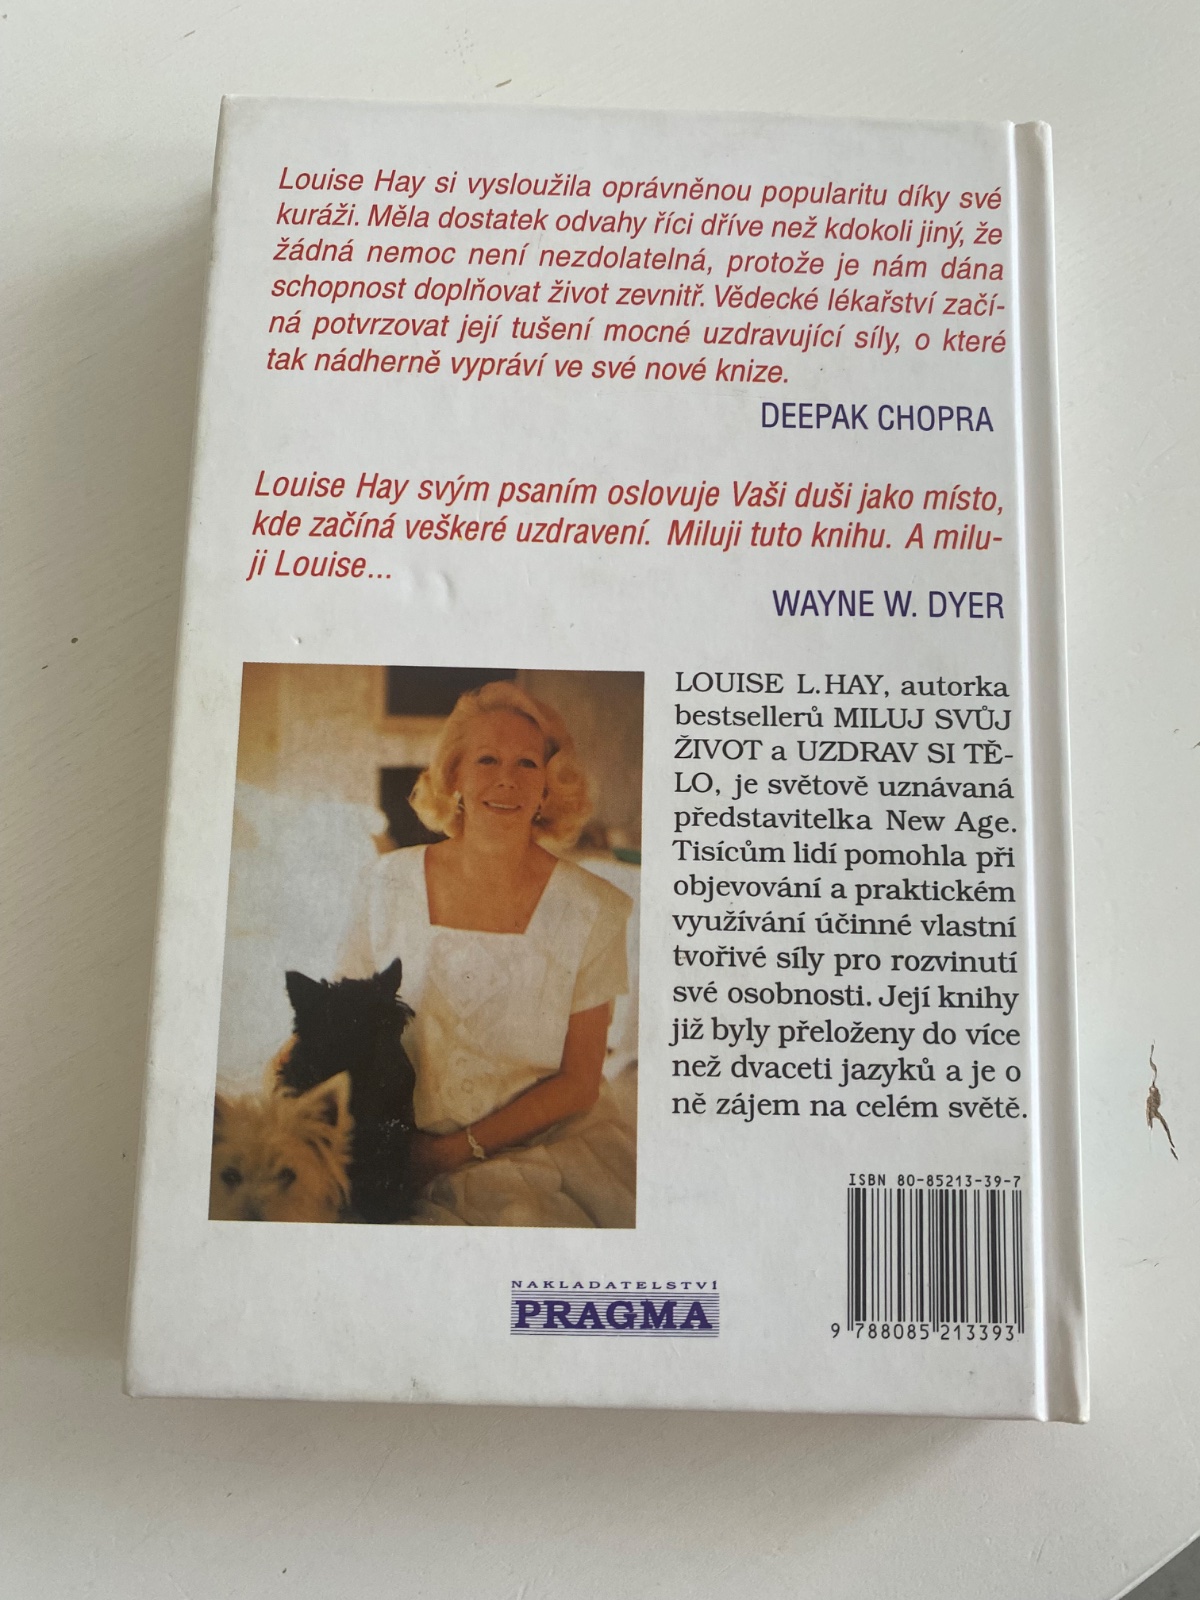 Louise Hay si vysloužila oprávněnou popularitu díky své
kuráži. Měla dostatek odvahy říci dříve než kdokoli jiný, že
žádná nemoc není nezdolatelná, protože je nám dána
schopnost doplňovat život zevnitř. Vědecké lékařství začí-
ná potvrzovat její tušení mocné uzdravující síly, o které
tak nádherně vypráví ve své nové knize.
DEEPAK CHOPRA
Louise Hay svým psaním oslovuje Vaši duši jako místo,
kde začíná veškeré uzdravení. Miluji tuto knihu. A milu-
ji Louise...
WAYNE W. DYER
LOUISE L.HAY, autorka
bestsellerů MILUJ SVŮJ
ŽIVOT a UZDRAV SI TĚ-
LO, je světově uznávaná
představitelka New Age.
Tisícům lidí pomohla při
objevování a praktickém
využívání účinné vlastní
tvořivé síly pro rozvinutí
své osobnosti. Její knihy
již byly přeloženy do více
než dvaceti jazyků a je o
ně zájem na celém světě.
ISBN 80-85213-39-7
9 788085 213393
NAKLADATELSTVÍ
PRAGMA